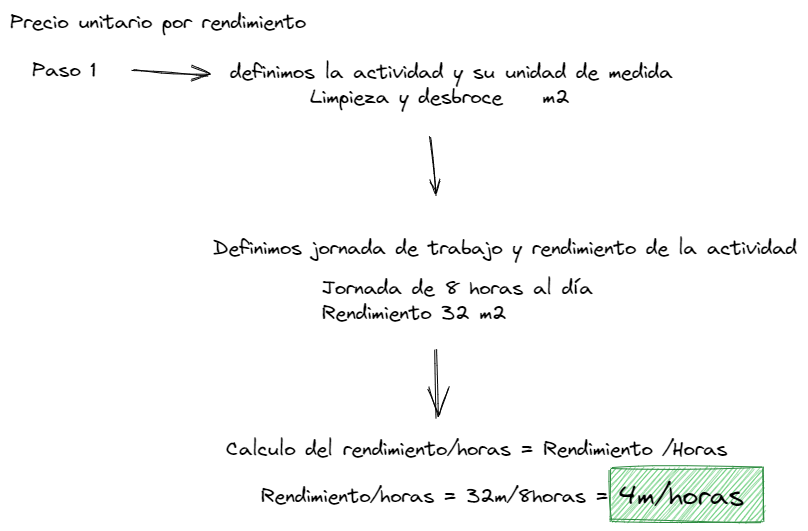 Precio unitario por rendimiento
Paso 1
definimos la actividad y su unidad de medida
Limpieza y desbroce m2
Definimos jornada de trabajo y rendimiento de la actividad
Jornada de 8 horas al día
Rendimiento 32 m2
Calculo del rendimiento/horas = Rendimiento /Horas
Rendimiento/horas = 32m/8horas = 4m/horas